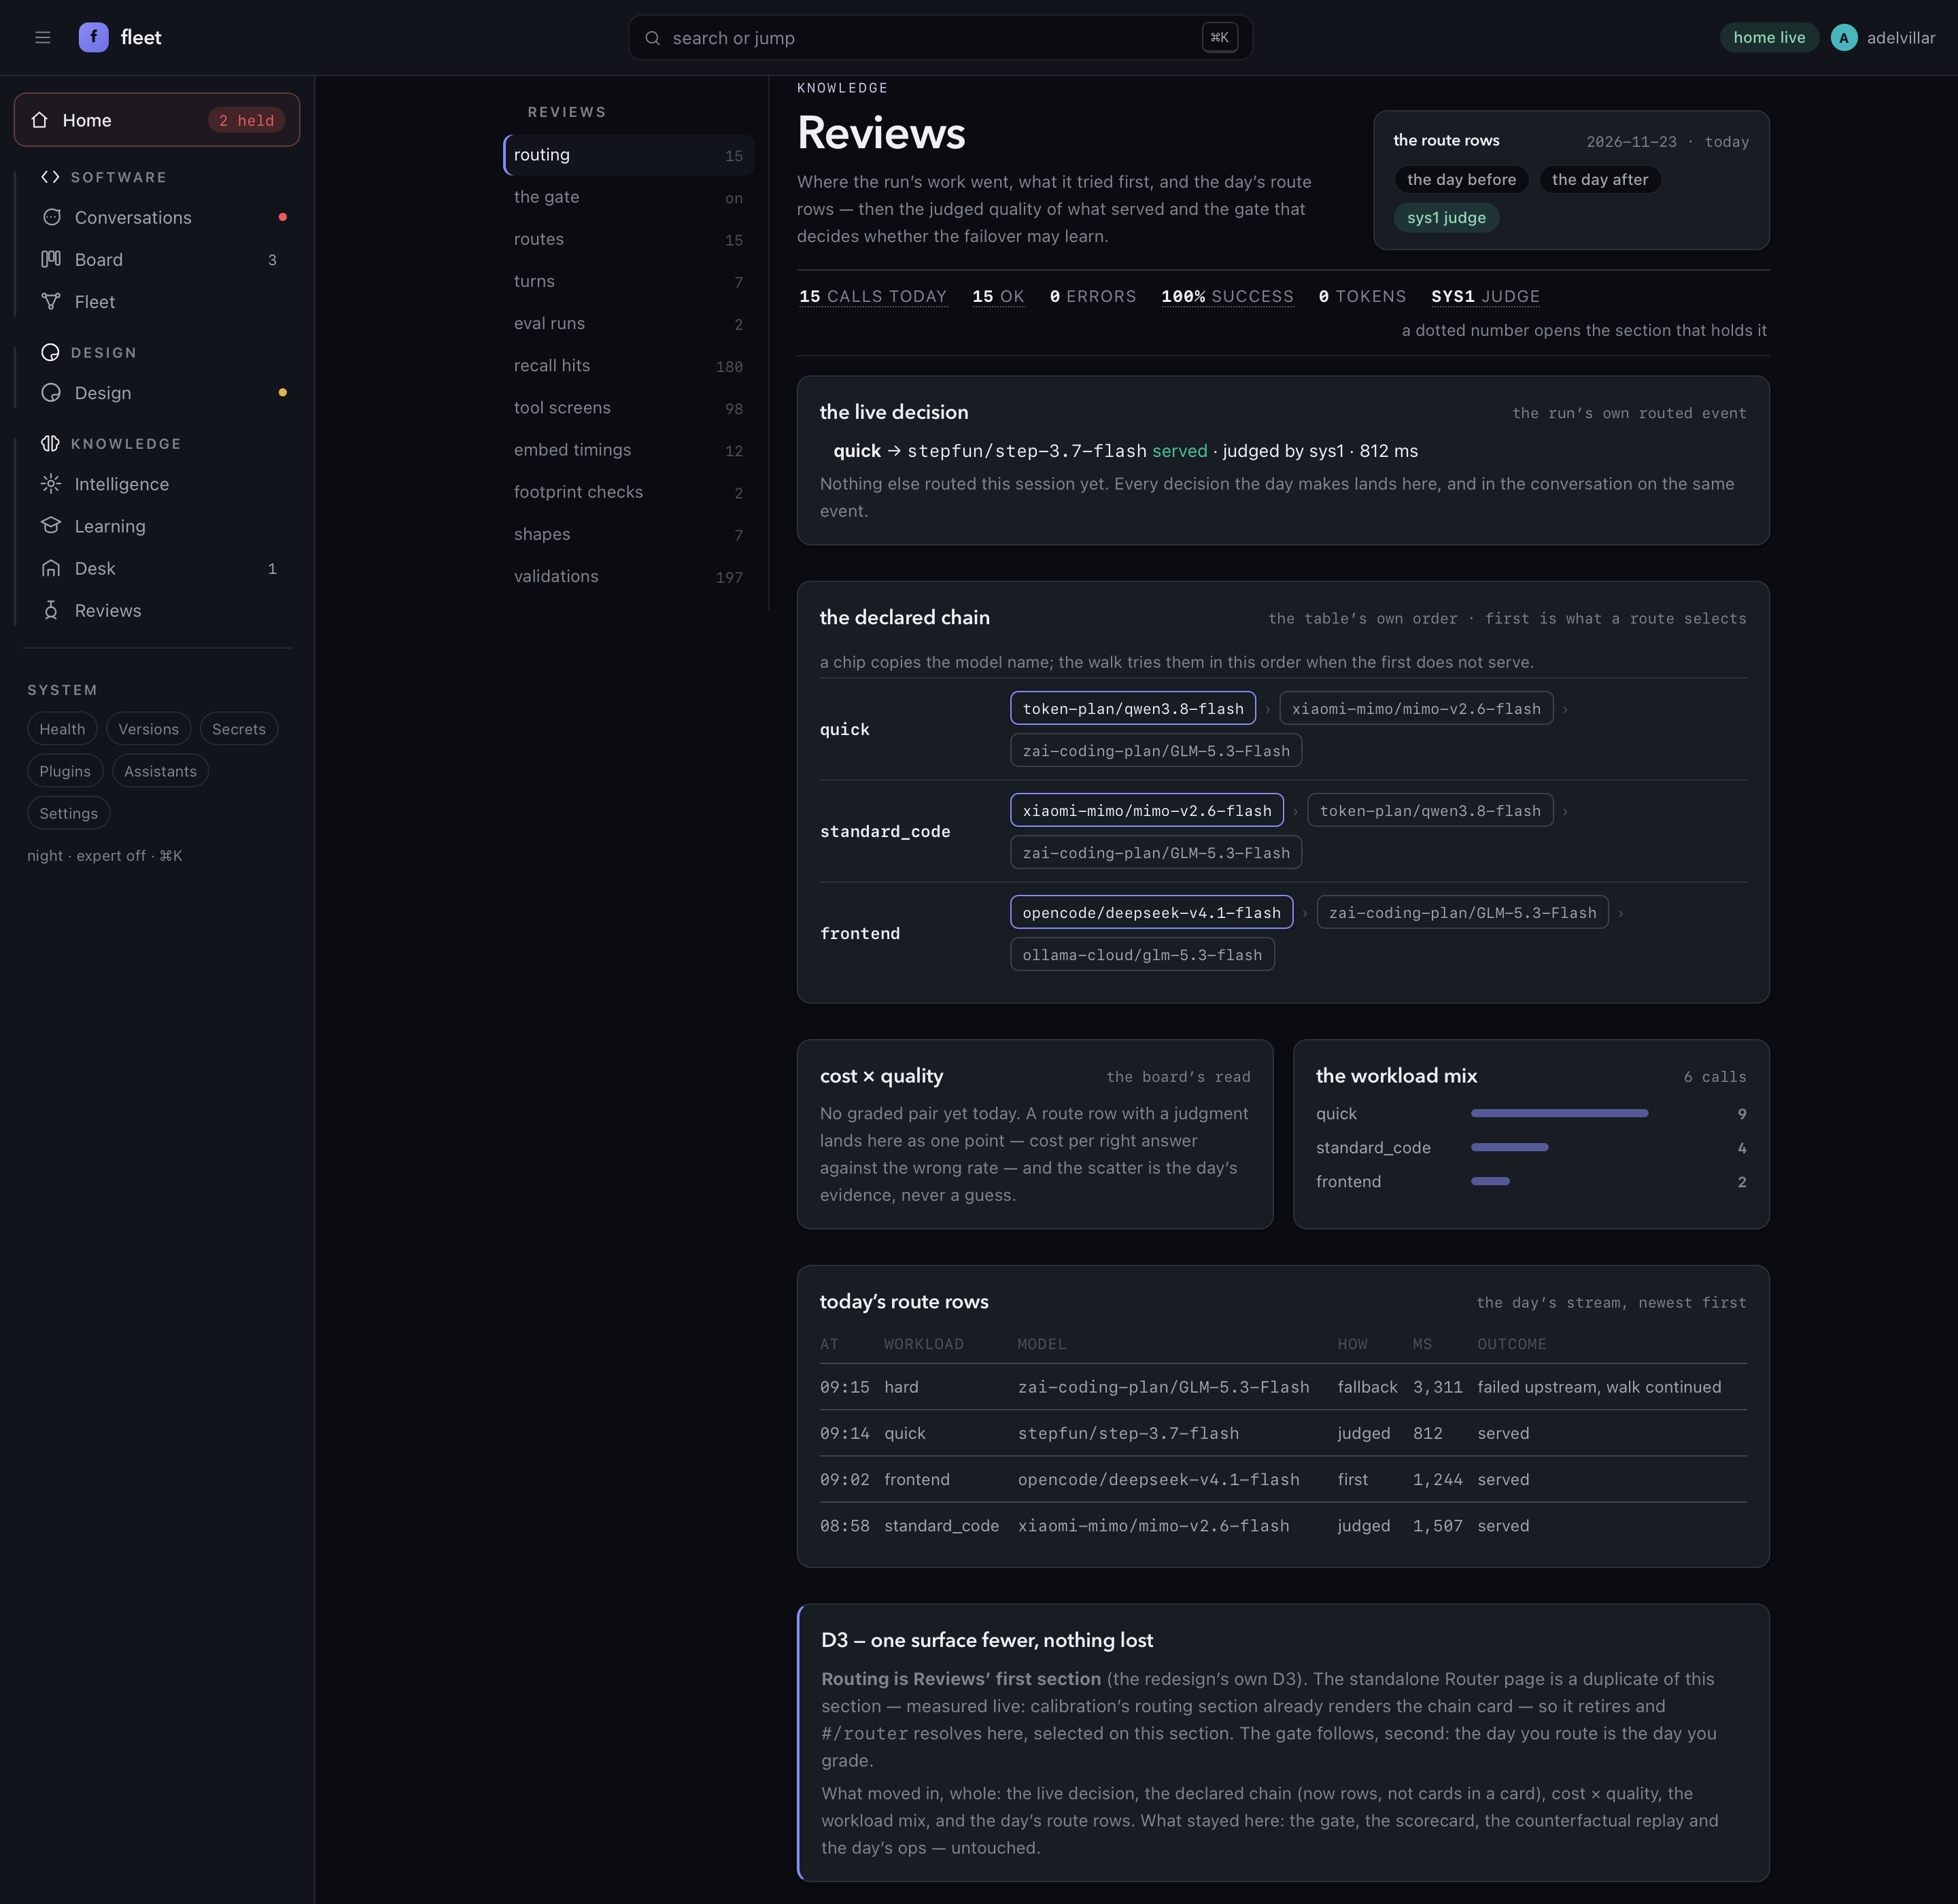 f fleet
search or jump ⌘K
home live A adelvillar
Home 2 held
SOFTWARE
Conversations
Board 3
Fleet
DESIGN
Design
KNOWLEDGE
Intelligence
Learning
Desk 1
Reviews
SYSTEM
Health Versions Secrets
Plugins Assistants
Settings
night · expert off · ⌘K
REVIEWS
routing 15
the gate on
routes 15
turns 7
eval runs 2
recall hits 180
tool screens 98
embed timings 12
footprint checks 2
shapes 7
validations 197
KNOWLEDGE
Reviews
Where the run’s work went, what it tried first, and the day’s route
rows — then the judged quality of what served and the gate that
decides whether the failover may learn.
the route rows 2026-11-23 · today
the day before the day after
sys1 judge
15 CALLS TODAY 15 OK 0 ERRORS 100% SUCCESS 0 TOKENS SYS1 JUDGE
a dotted number opens the section that holds it
the live decision the run’s own routed event
quick → stepfun/step-3.7-flash served · judged by sys1 · 812 ms
Nothing else routed this session yet. Every decision the day makes lands here, and in the conversation on the same
event.
the declared chain the table’s own order · first is what a route selects
a chip copies the model name; the walk tries them in this order when the first does not serve.
quick token-plan/qwen3.8-flash › xiaomi-mimo/mimo-v2.6-flash ›
zai-coding-plan/GLM-5.3-Flash
standard_code xiaomi-mimo/mimo-v2.6-flash › token-plan/qwen3.8-flash ›
zai-coding-plan/GLM-5.3-Flash
frontend opencode/deepseek-v4.1-flash › zai-coding-plan/GLM-5.3-Flash ›
ollama-cloud/glm-5.3-flash
cost × quality the board’s read
No graded pair yet today. A route row with a judgment
lands here as one point — cost per right answer
against the wrong rate — and the scatter is the day’s
evidence, never a guess.
the workload mix 6 calls
quick 9
standard_code 4
frontend 2
today’s route rows the day’s stream, newest first
AT WORKLOAD MODEL HOW MS OUTCOME
09:15 hard zai-coding-plan/GLM-5.3-Flash fallback 3,311 failed upstream, walk continued
09:14 quick stepfun/step-3.7-flash judged 812 served
09:02 frontend opencode/deepseek-v4.1-flash first 1,244 served
08:58 standard_code xiaomi-mimo/mimo-v2.6-flash judged 1,507 served
D3 — one surface fewer, nothing lost
Routing is Reviews’ first section (the redesign’s own D3). The standalone Router page is a duplicate of this
section — measured live: calibration’s routing section already renders the chain card — so it retires and
#/router resolves here, selected on this section. The gate follows, second: the day you route is the day you
grade.
What moved in, whole: the live decision, the declared chain (now rows, not cards in a card), cost × quality, the
workload mix, and the day’s route rows. What stayed here: the gate, the scorecard, the counterfactual replay and
the day’s ops — untouched.